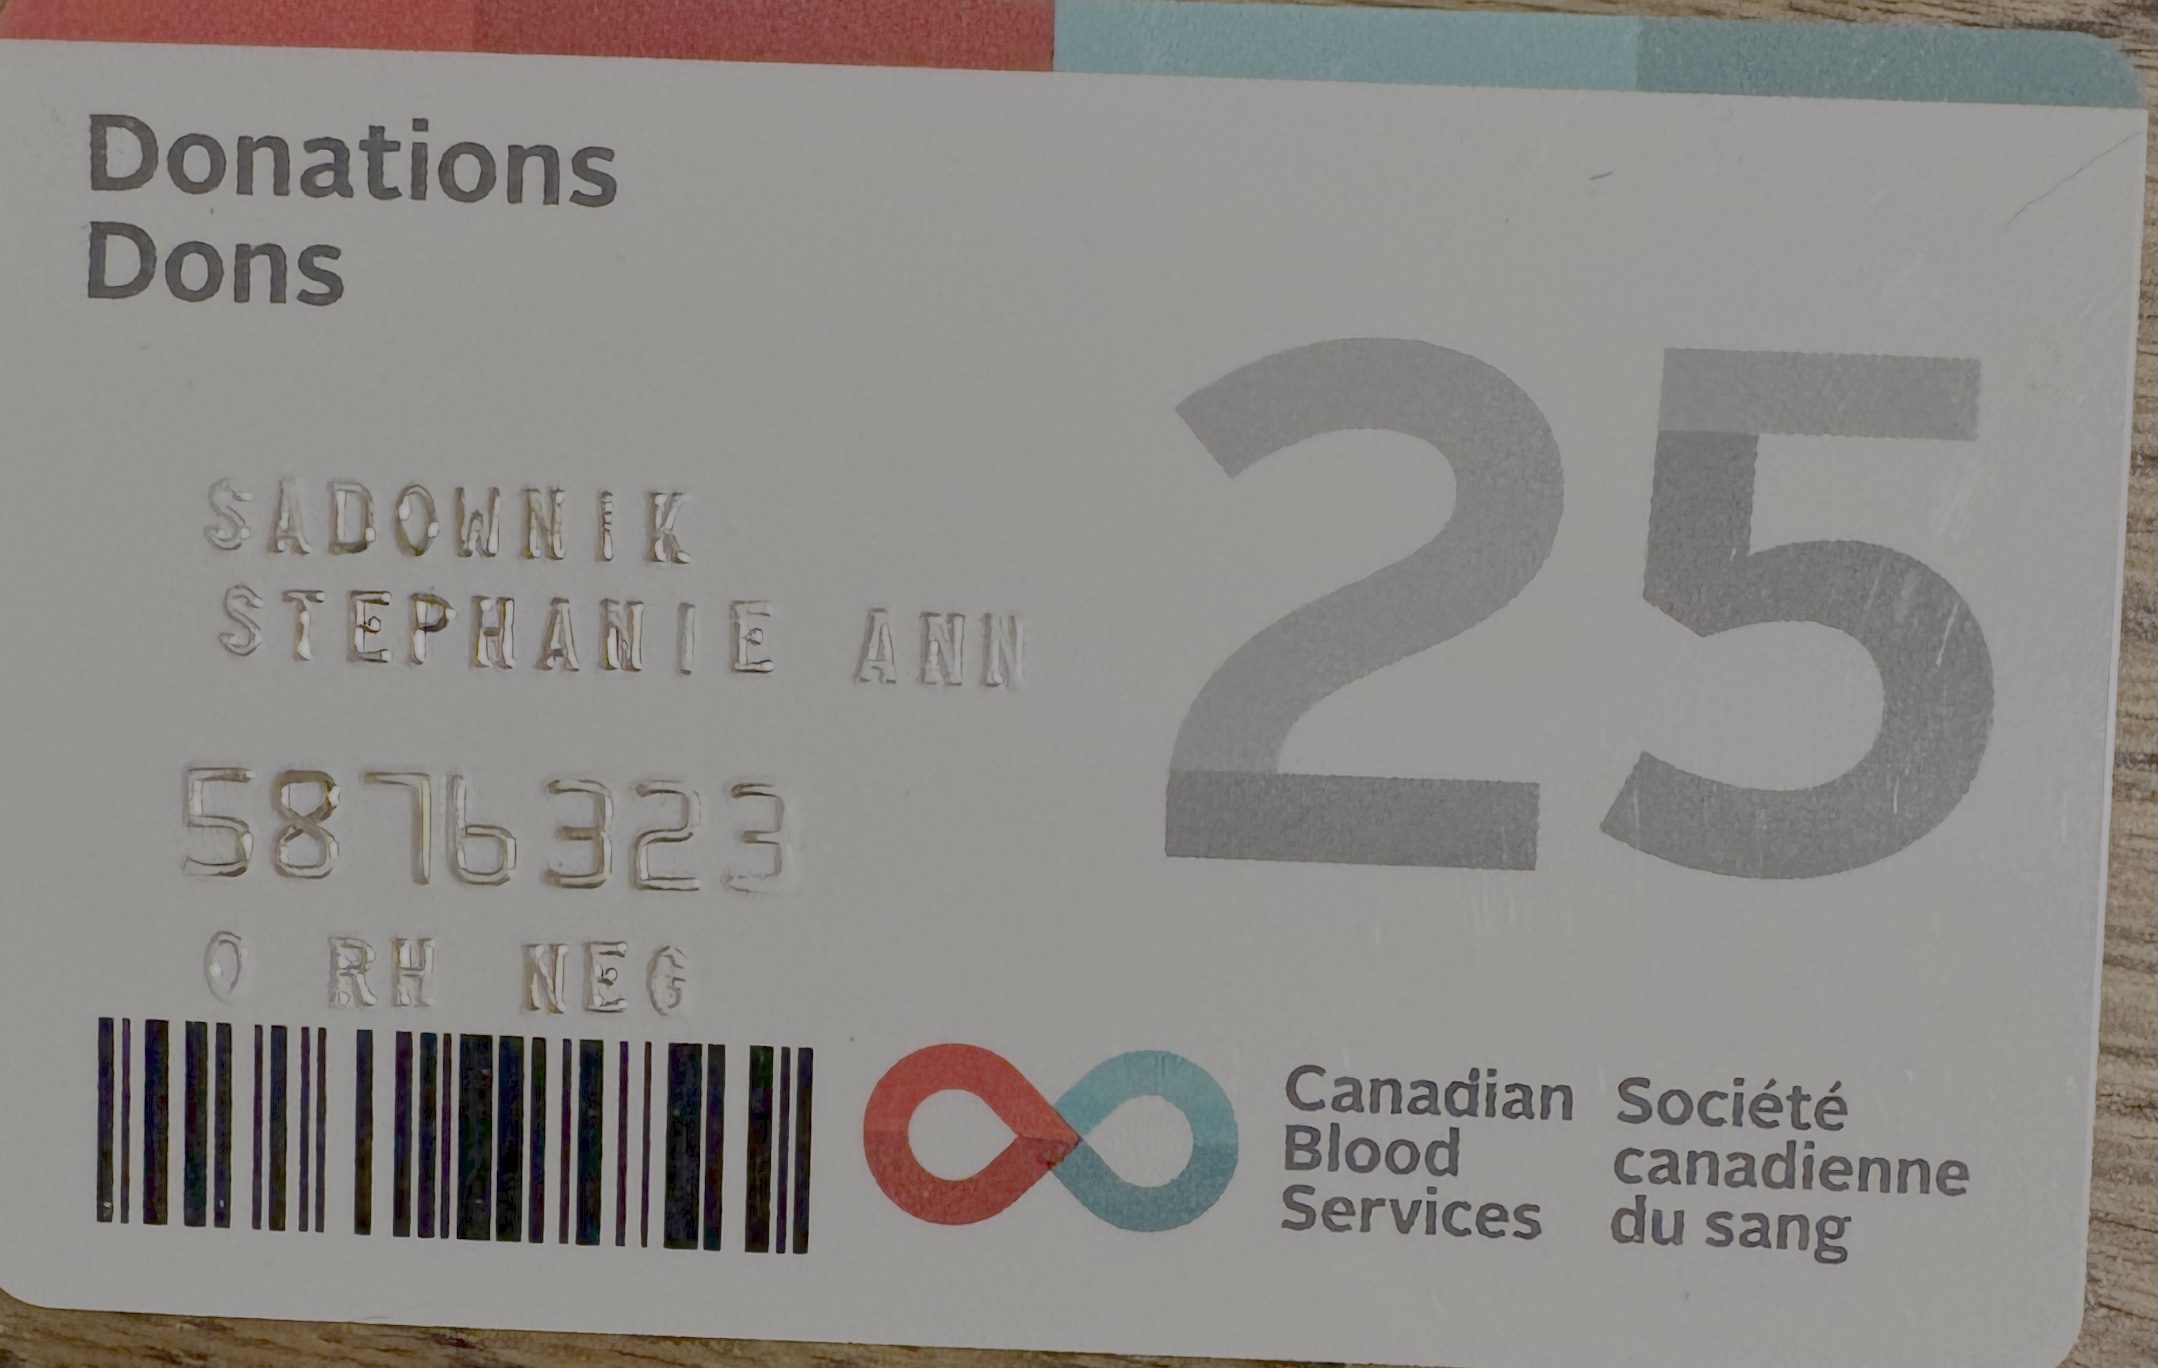 Donations
Dons
25
SADOWNIK
STEPHANIE ANN
5876323
O RH NEG
Canadian
Blood
Services
Société
canadienne
du sang